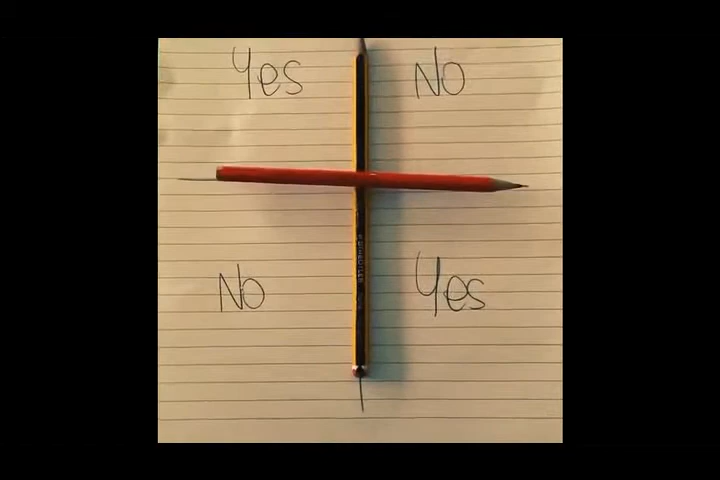 Yes No
No Yes